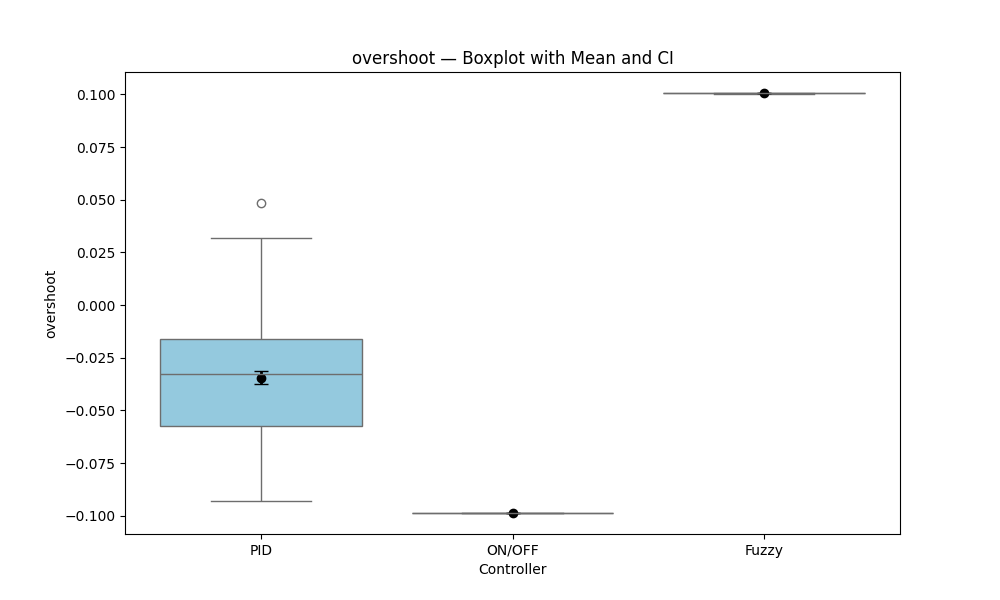 overshoot — Boxplot with Mean and CI
overshoot
0.100
0.075
0.050
0.025
0.000
−0.025
−0.050
−0.075
−0.100
PID ON/OFF Fuzzy
Controller